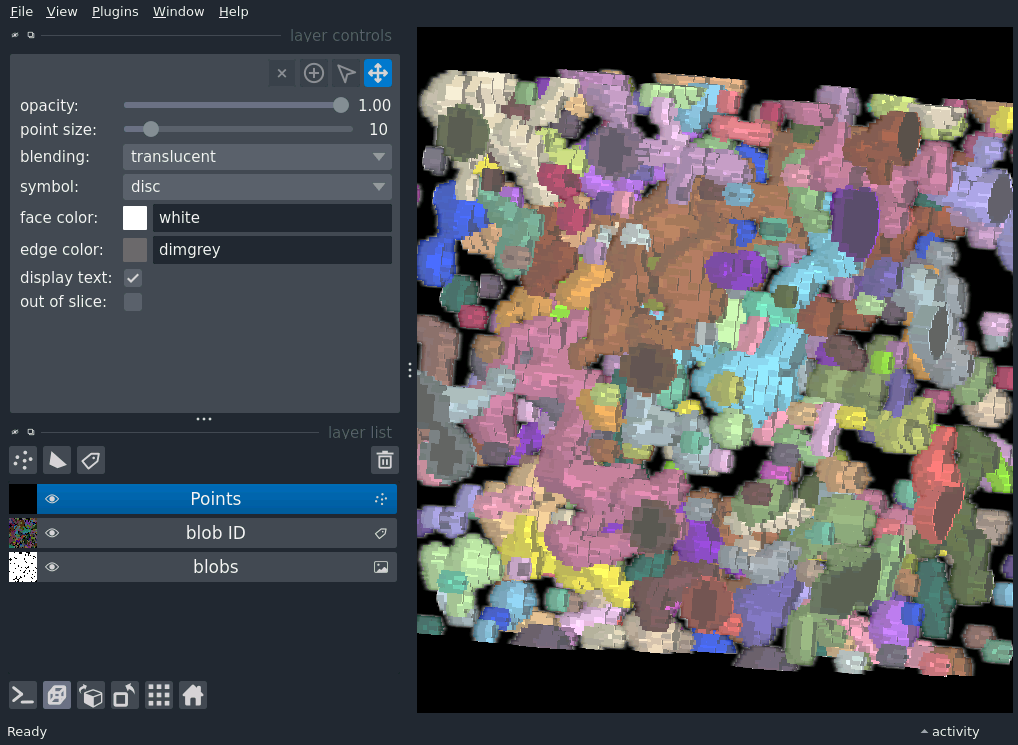 File View Plugins Window Help
layer controls
opacity: 1.00
point size: 10
blending: translucent
symbol: disc
face color: white
edge color: dimgrey
display text:
out of slice:
layer list
Points
blob ID
blobs
Ready activity